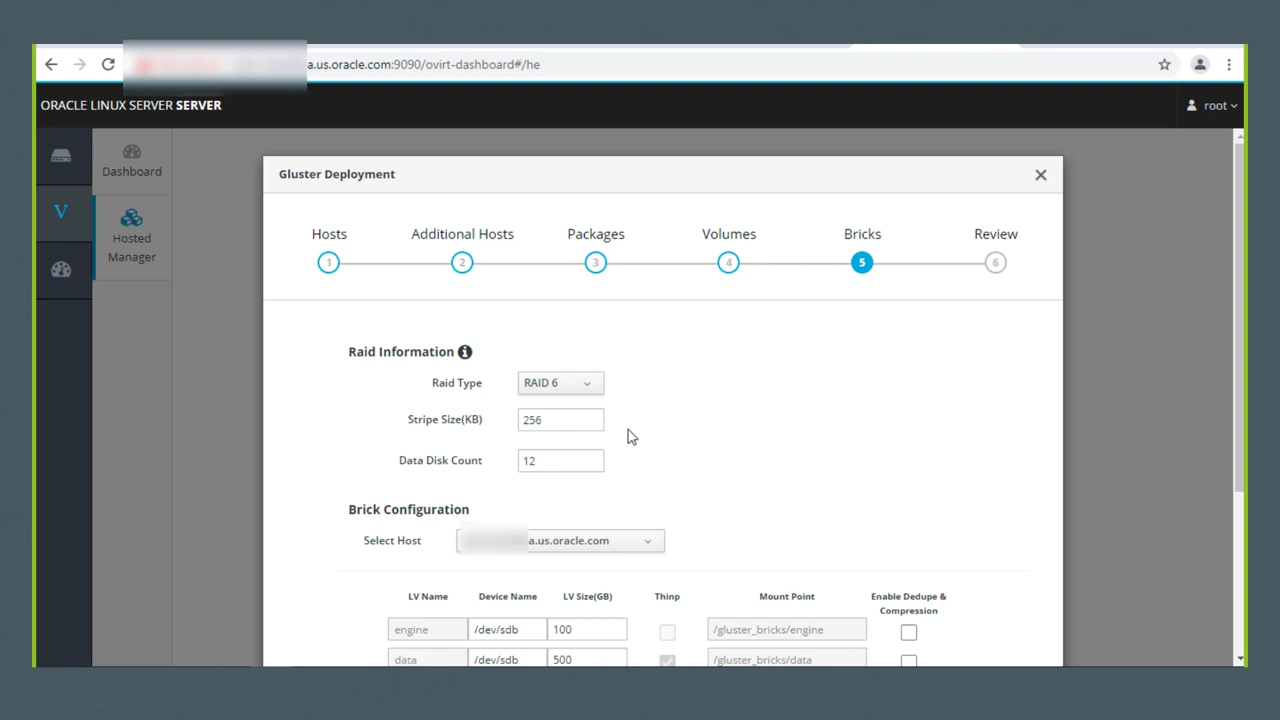 a.us.oracle.com:9090/ovirt-dashboard#/he
ORACLE LINUX SERVER SERVER
root
Dashboard
V
Hosted
Manager
Gluster Deployment
Hosts
Additional Hosts
Packages
Volumes
Bricks
Review
1
2
3
4
5
6
Raid Information
Raid Type
RAID 6
Stripe Size(KB)
256
Data Disk Count
12
Brick Configuration
Select Host
a.us.oracle.com
LV Name
Device Name
LV Size(GB)
Thinp
Mount Point
Enable Dedupe &
Compression
engine
/dev/sdb
100
/gluster_bricks/engine
data
/dev/sdb
500
/gluster_bricks/data